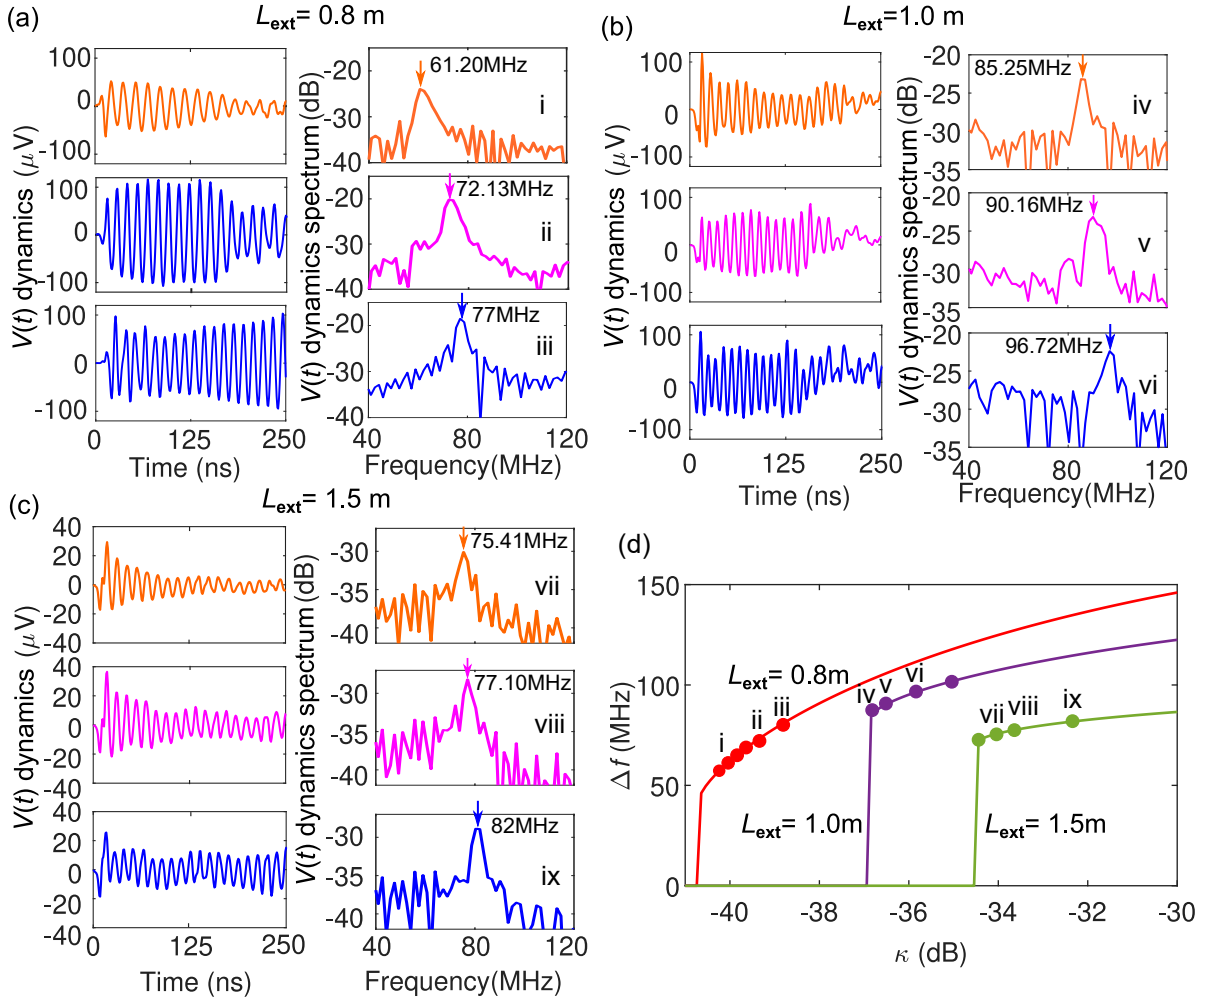 (a)
L_ext= 0.8 m
V(t) dynamics (μV)
100
0
-100
100
0
-100
100
0
-100
0
125
250
Time (ns)
V(t) dynamics spectrum (dB)
-20
-30
-40
61.20MHz
i
-20
-30
-40
72.13MHz
ii
-20
-30
-40
77MHz
iii
40
80
120
Frequency(MHz)
(b)
L_ext=1.0 m
V(t) dynamics (μV)
100
0
-100
100
0
-100
100
0
-100
0
125
250
Time (ns)
V(t) dynamics spectrum (dB)
-20
-25
-30
-35
85.25MHz
iv
-20
-25
-30
-35
90.16MHz
v
-20
-25
-30
-35
96.72MHz
vi
40
80
120
Frequency(MHz)
(c)
L_ext= 1.5 m
V(t) dynamics (μV)
40
20
0
-20
-40
40
20
0
-20
-40
40
20
0
-20
-40
0
125
250
Time (ns)
V(t) dynamics spectrum (dB)
-30
-35
-40
75.41MHz
vii
-30
-35
-40
77.10MHz
viii
-30
-35
-40
82MHz
ix
40
80
120
Frequency(MHz)
(d)
Δf (MHz)
150
100
50
0
L_ext= 0.8m
i
ii
iii
iv
v
vi
vii
viii
ix
L_ext= 1.0m
L_ext= 1.5m
-40
-38
-36
-34
-32
-30
κ (dB)